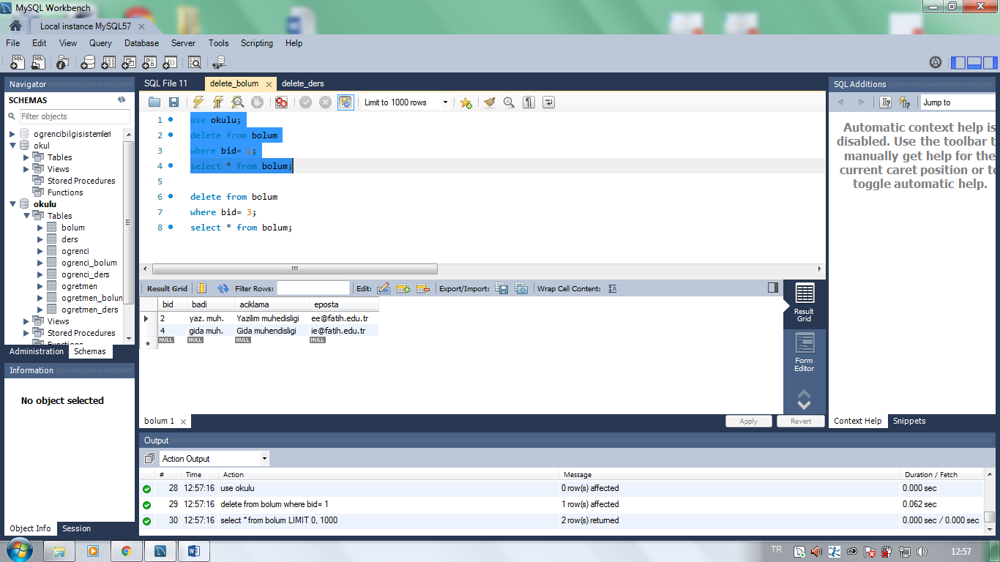 MySQL Workbench
Local instance MySQL57
File Edit View Query Database Server Tools Scripting Help
Navigator
SCHEMAS
Filter objects
ogrencibilgisistemleri
okul
Tables
Views
Stored Procedures
Functions
okulu
Tables
bolum
ders
ogrenci
ogrenci_bolum
ogrenci_ders
ogretmen
ogretmen_bolun
ogretmen_ders
Views
Stored Procedures
Functions
Administration Schemas
Information
No object selected
Object Info Session
SQL File 11 delete_bolum delete_ders
Limit to 1000 rows
1 use okulu;
2 delete from bolum
3 where bid= 1;
4 select * from bolum;
5
6 delete from bolum
7 where bid= 3;
8 select * from bolum;
Result Grid Filter Rows: Edit: Export/Import: Wrap Cell Content:
bid badi aciklama eposta
2 yaz. muh. Yazilim muhedisligi ee@fatih.edu.tr
4 gida muh. Gida muhendisligi ie@fatih.edu.tr
NULL NULL NULL NULL
Result
Grid
Form
Editor
bolum 1
Apply Revert
SQL Additions
Jump to
Automatic context help is
disabled. Use the toolbar t
manually get help for the
current caret position or to
toggle automatic help.
Context Help Snippets
Output
Action Output
# Time Action Message Duration / Fetch
28 12:57:16 use okulu 0 row(s) affected 0.000 sec
29 12:57:16 delete from bolum where bid= 1 1 row(s) affected 0.062 sec
30 12:57:16 select * from bolum LIMIT 0, 1000 2 row(s) returned 0.000 sec / 0.000 sec
TR
12:57